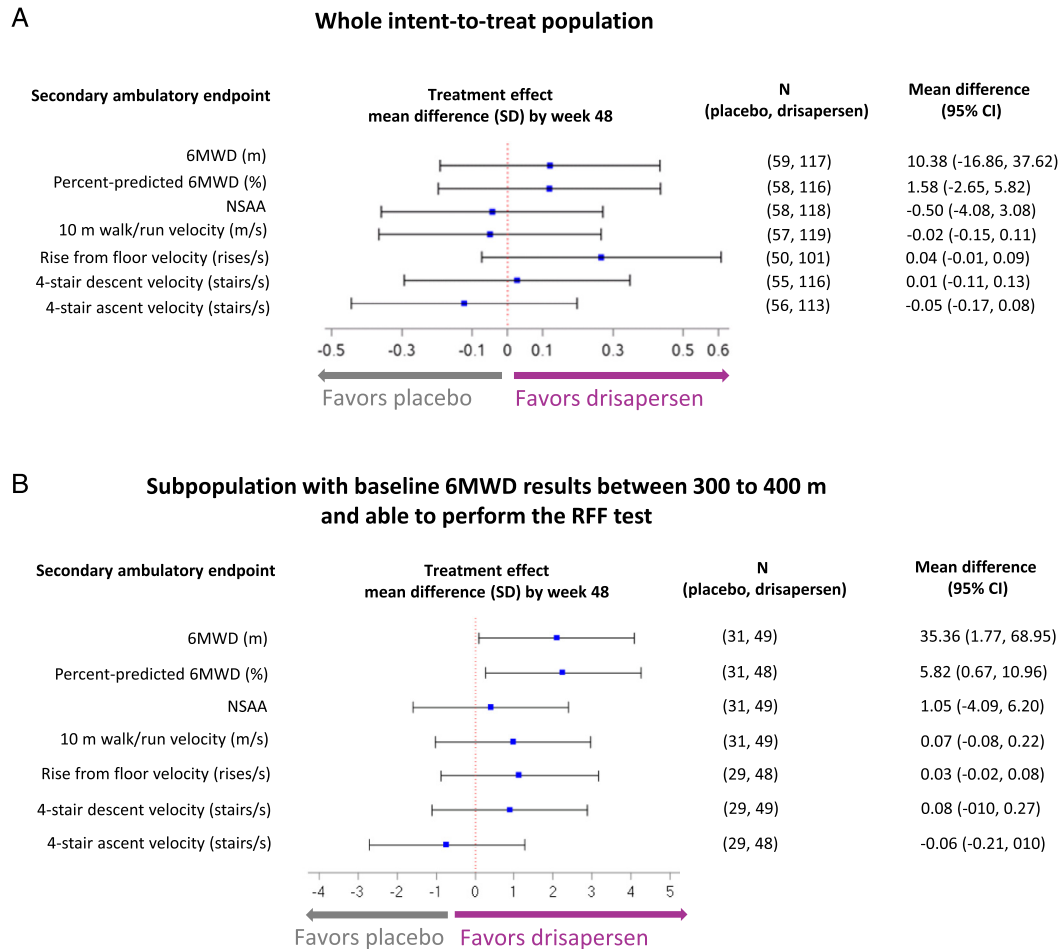 A
Whole intent-to-treat population
Secondary ambulatory endpoint
Treatment effect
mean difference (SD) by week 48
N
(placebo, drisapersen)
Mean difference
(95% CI)
6MWD (m) (59, 117) 10.38 (-16.86, 37.62)
Percent-predicted 6MWD (%) (58, 116) 1.58 (-2.65, 5.82)
NSAA (58, 118) -0.50 (-4.08, 3.08)
10 m walk/run velocity (m/s) (57, 119) -0.02 (-0.15, 0.11)
Rise from floor velocity (rises/s) (50, 101) 0.04 (-0.01, 0.09)
4-stair descent velocity (stairs/s) (55, 116) 0.01 (-0.11, 0.13)
4-stair ascent velocity (stairs/s) (56, 113) -0.05 (-0.17, 0.08)
-0.5 -0.3 -0.1 0 0.1 0.3 0.5 0.6
Favors placebo Favors drisapersen
B
Subpopulation with baseline 6MWD results between 300 to 400 m
and able to perform the RFF test
Secondary ambulatory endpoint
Treatment effect
mean difference (SD) by week 48
N
(placebo, drisapersen)
Mean difference
(95% CI)
6MWD (m) (31, 49) 35.36 (1.77, 68.95)
Percent-predicted 6MWD (%) (31, 48) 5.82 (0.67, 10.96)
NSAA (31, 49) 1.05 (-4.09, 6.20)
10 m walk/run velocity (m/s) (31, 49) 0.07 (-0.08, 0.22)
Rise from floor velocity (rises/s) (29, 48) 0.03 (-0.02, 0.08)
4-stair descent velocity (stairs/s) (29, 49) 0.08 (-010, 0.27)
4-stair ascent velocity (stairs/s) (29, 48) -0.06 (-0.21, 010)
-4 -3 -2 -1 0 1 2 3 4 5
Favors placebo Favors drisapersen